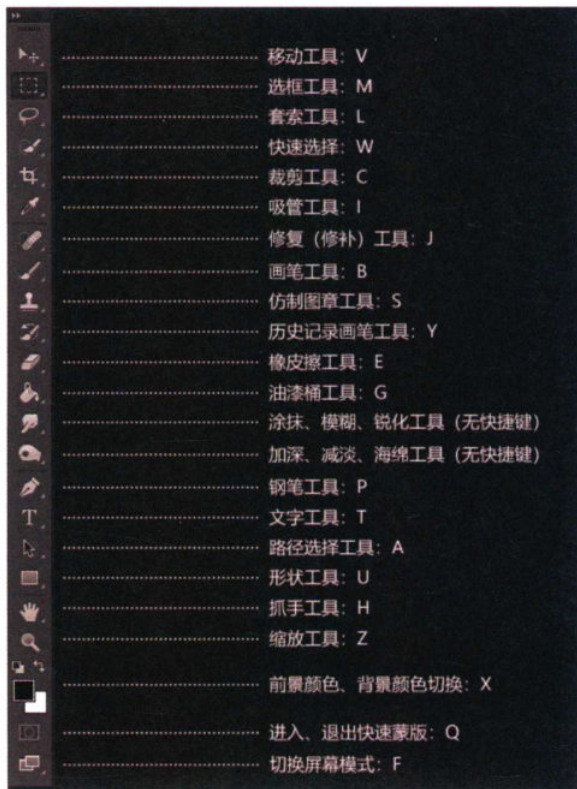 移动工具：V
选框工具：M
套索工具：L
快速选择：W
裁剪工具：C
吸管工具：I
修复（修补）工具：J
画笔工具：B
仿制图章工具：S
历史记录画笔工具：Y
橡皮擦工具：E
油漆桶工具：G
涂抹、模糊、锐化工具（无快捷键）
加深、减淡、海绵工具（无快捷键）
钢笔工具：P
文字工具：T
路径选择工具：A
形状工具：U
抓手工具：H
缩放工具：Z
前景颜色、背景颜色切换：X
进入、退出快速蒙版：Q
切换屏幕模式：F